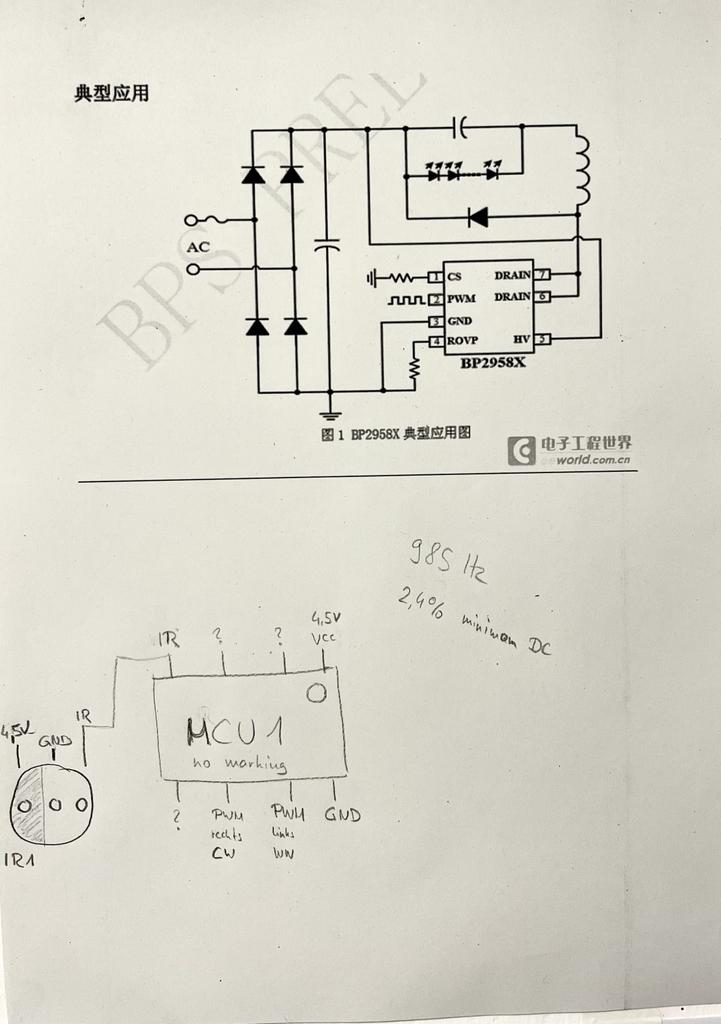 典型应用
BPS PREL
AC
1 CS
2 PWM
3 GND
4 ROVP
DRAIN 7
DRAIN 6
HV 5
BP2958X
图 1 BP2958X 典型应用图
电子工程世界
eeworld.com.cn
985 Hz
2,4% minimum DC
IR ? ? 4,5V
VCC
4,5V GND IR
MCU1
no marking
? PWM PWM GND
rechts links
CW WW
IR1